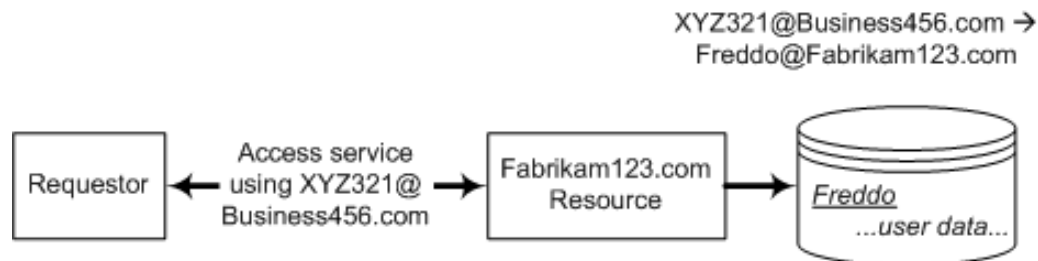 XYZ321@Business456.com →
Freddo@Fabrikam123.com
Requestor
Access service
using XYZ321@
Business456.com
Fabrikam123.com
Resource
Freddo
...user data...